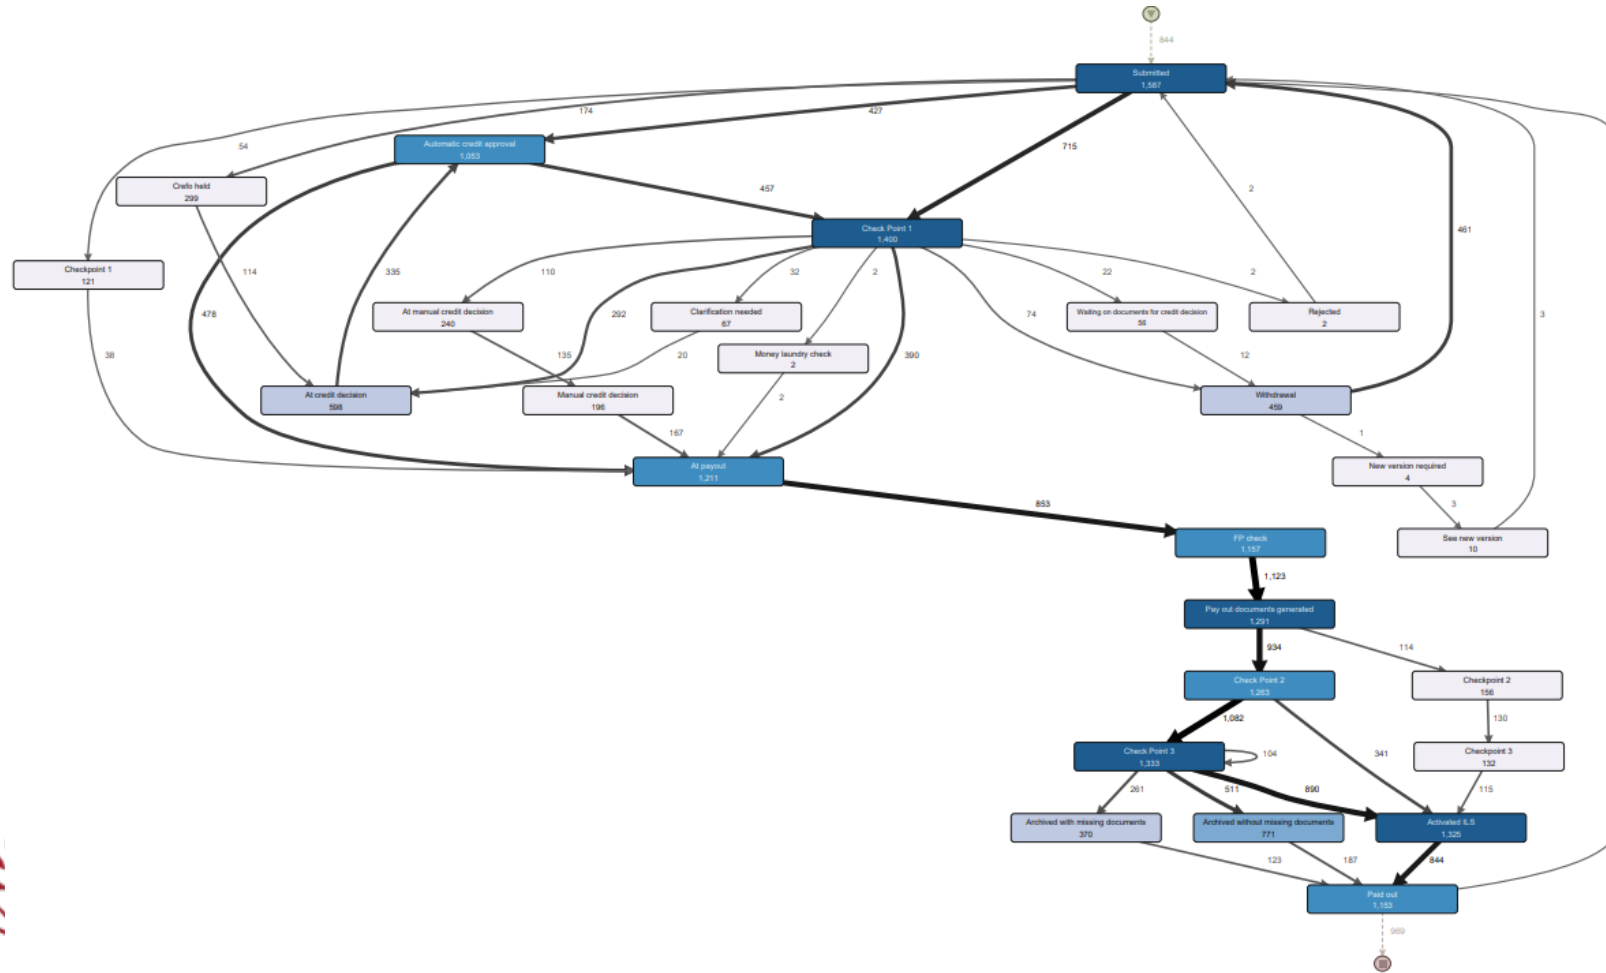 844
Submitted
1,587
174
427
54
715
Automatic credit approval
1,053
Crefo held
299
457
2
461
Check Point 1
1,400
Checkpoint 1
121
114
335
110
32
2
22
2
478
292
74
3
At manual credit decision
240
Clarification needed
67
Waiting on documents for credit decision
56
Rejected
2
38
135
20
Money laundry check
2
390
12
At credit decision
598
Manual credit decision
196
2
Withdrawal
459
167
1
At payout
1,211
New version required
4
853
3
FP check
1,157
See new version
10
1,123
Pay out documents generated
1,291
934
114
Check Point 2
1,263
Checkpoint 2
156
1,082
130
Check Point 3
1,333
104
341
Checkpoint 3
132
261
511
890
115
Archived with missing documents
370
Archived without missing documents
771
Activated ILS
1,325
123
187
844
Paid out
1,153
969